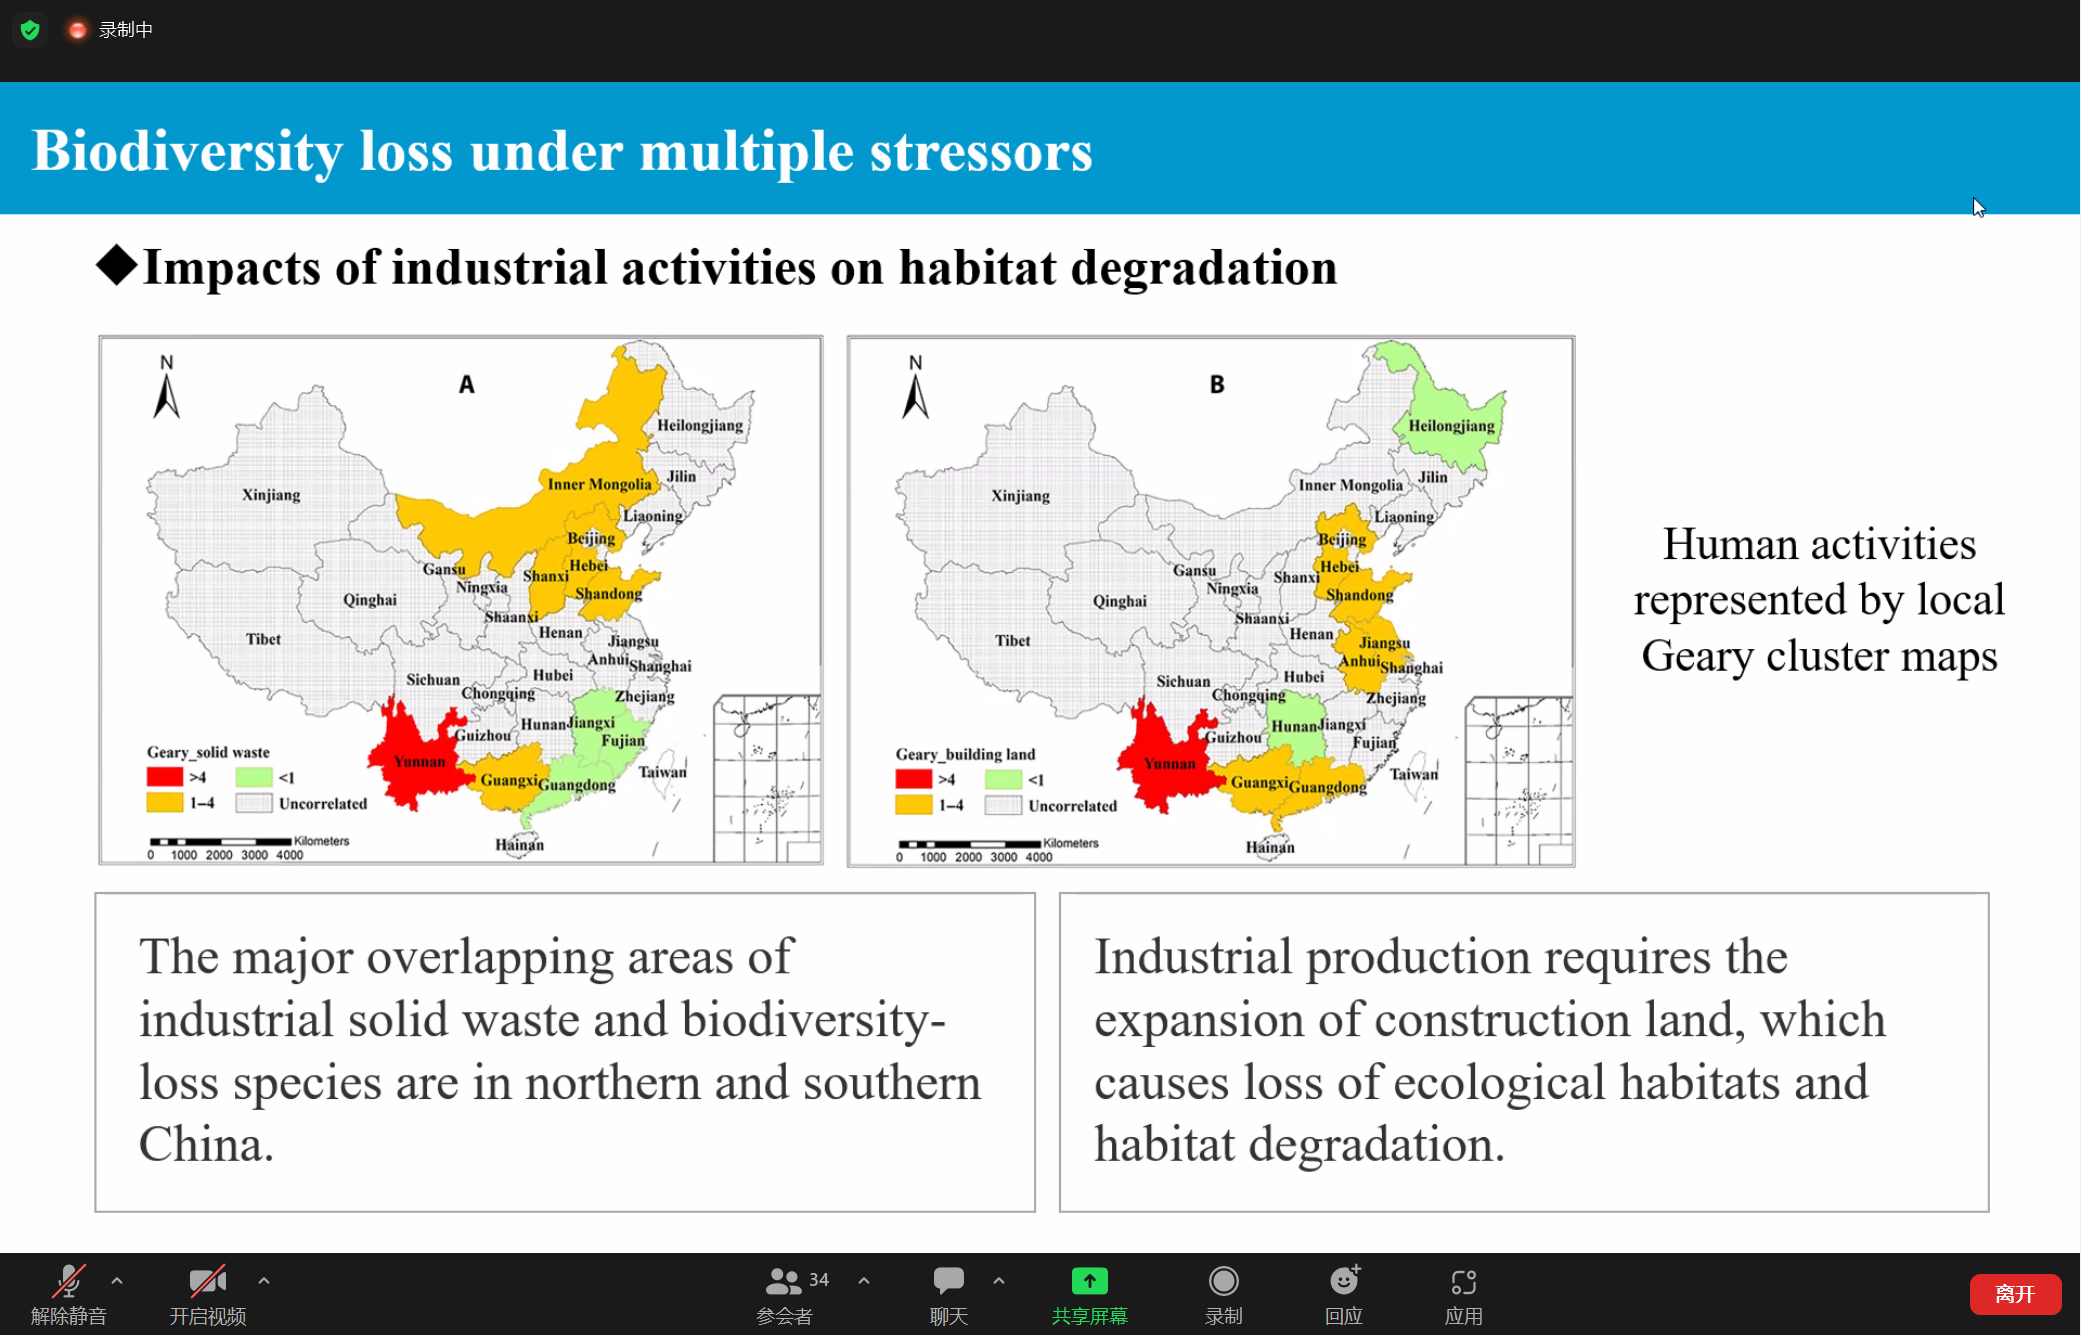 录制中
Biodiversity loss under multiple stressors
◆Impacts of industrial activities on habitat degradation
N
A
Heilongjiang
Jilin
Inner Mongolia
Xinjiang
Liaoning
Beijing
Hebei
Gansu
Shanxi
Ningxia
Shandong
Qinghai
Shaanxi
Henan
Tibet
Jiangsu
Anhui
Shanghai
Hubei
Sichuan
Chongqing
Zhejiang
Hunan
Jiangxi
Guizhou
Fujian
Yunnan
Taiwan
Guangxi
Guangdong
Hainan
Geary_solid waste
>4 <1
1–4 Uncorrelated
Kilometers
0 1000 2000 3000 4000
N
B
Heilongjiang
Jilin
Inner Mongolia
Xinjiang
Liaoning
Beijing
Hebei
Gansu
Shanxi
Ningxia
Shandong
Qinghai
Shaanxi
Henan
Tibet
Jiangsu
Anhui
Shanghai
Hubei
Sichuan
Chongqing
Zhejiang
Hunan
Jiangxi
Guizhou
Fujian
Yunnan
Taiwan
Guangxi
Guangdong
Hainan
Geary_building land
>4 <1
1–4 Uncorrelated
Kilometers
0 1000 2000 3000 4000
Human activities
represented by local
Geary cluster maps
The major overlapping areas of
industrial solid waste and biodiversity-
loss species are in northern and southern
China.
Industrial production requires the
expansion of construction land, which
causes loss of ecological habitats and
habitat degradation.
解除静音
开启视频
34
参会者
聊天
共享屏幕
录制
回应
应用
离开